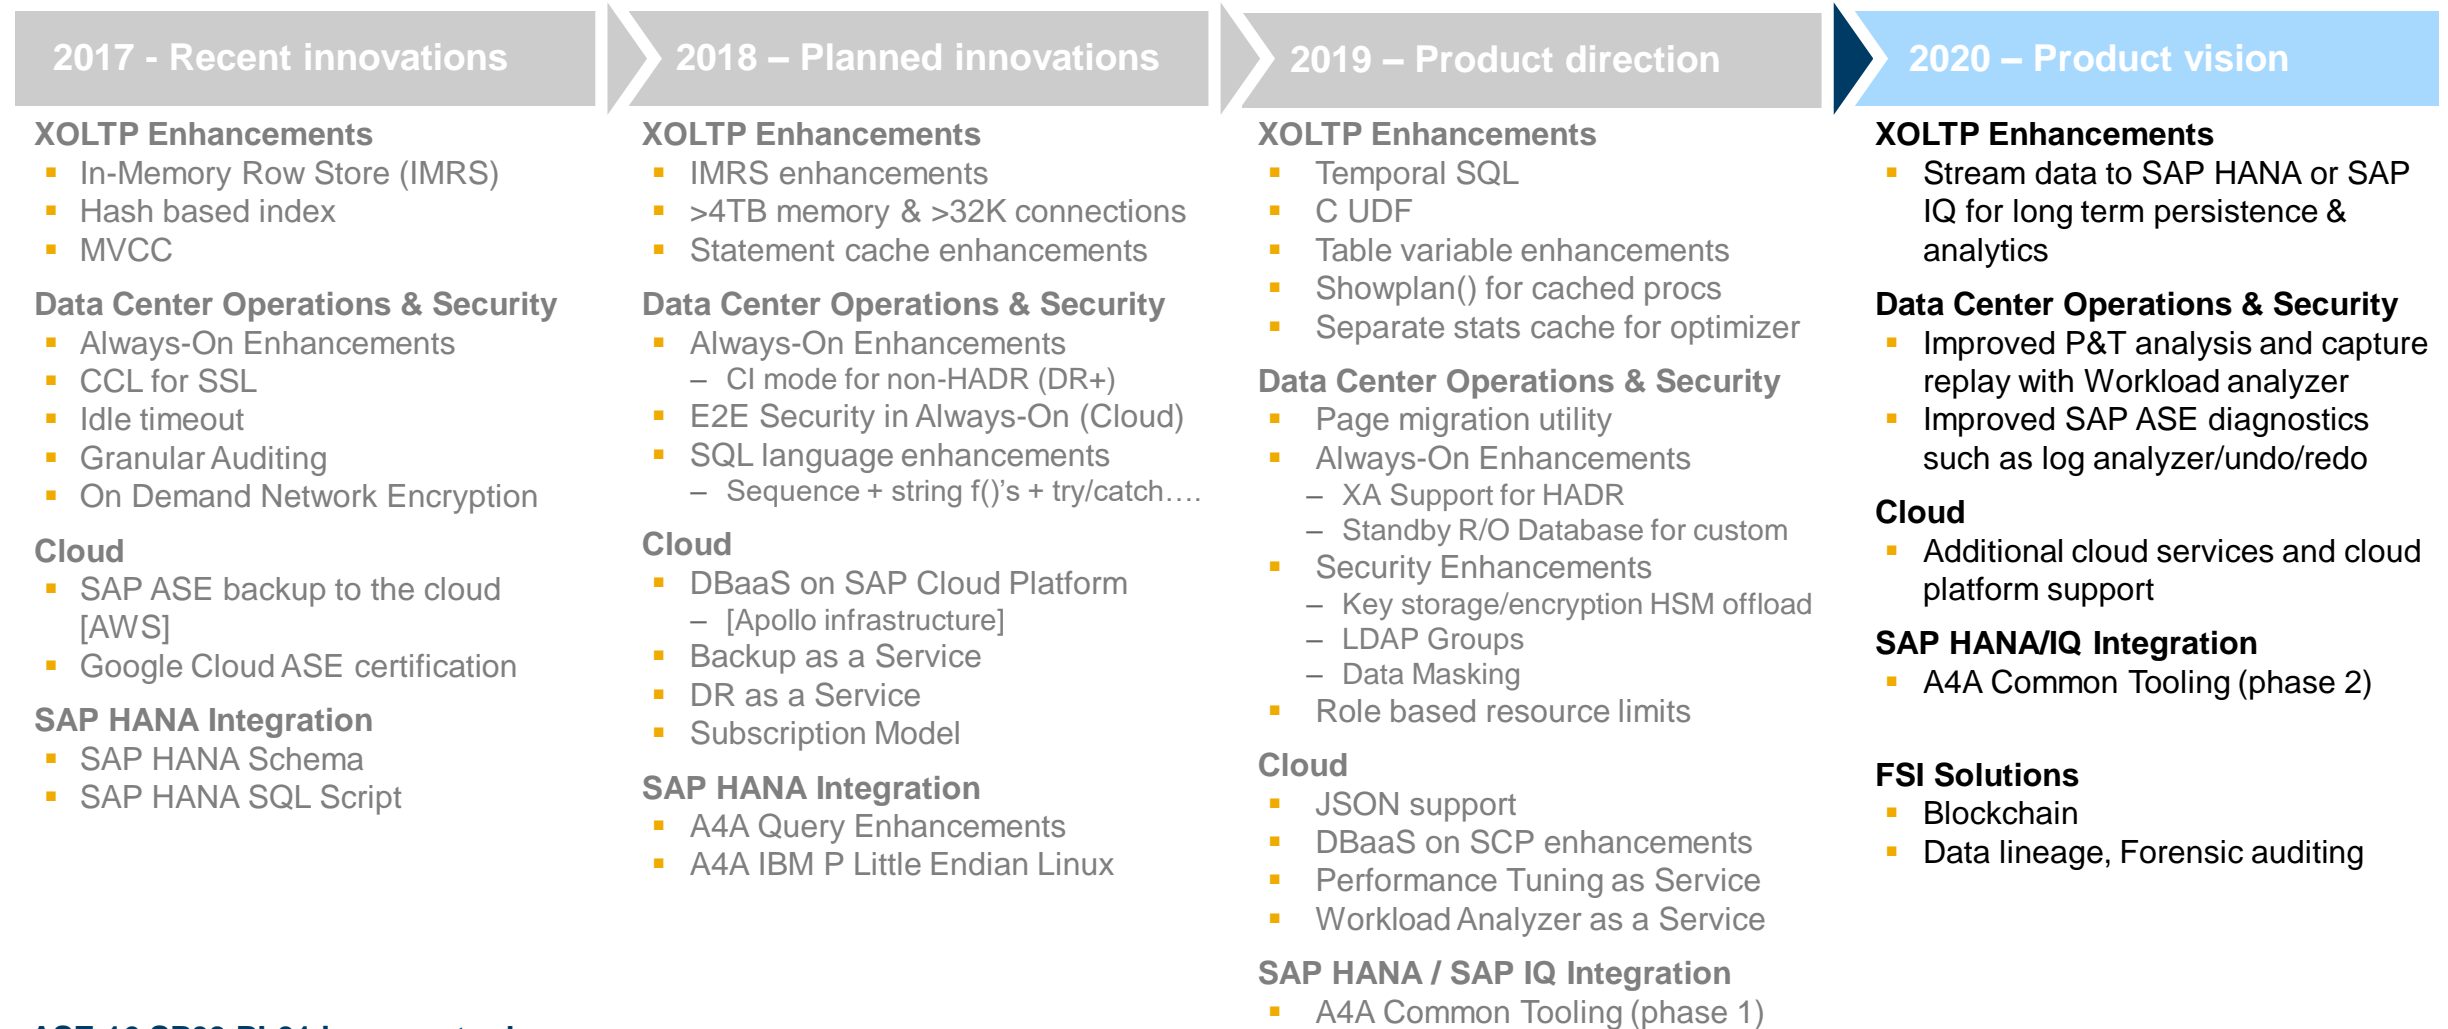 2017 - Recent innovations
XOLTP Enhancements
▪ In-Memory Row Store (IMRS)
▪ Hash based index
▪ MVCC
Data Center Operations & Security
▪ Always-On Enhancements
▪ CCL for SSL
▪ Idle timeout
▪ Granular Auditing
▪ On Demand Network Encryption
Cloud
▪ SAP ASE backup to the cloud
[AWS]
▪ Google Cloud ASE certification
SAP HANA Integration
▪ SAP HANA Schema
▪ SAP HANA SQL Script
2018 – Planned innovations
XOLTP Enhancements
▪ IMRS enhancements
▪ >4TB memory & >32K connections
▪ Statement cache enhancements
Data Center Operations & Security
▪ Always-On Enhancements
– CI mode for non-HADR (DR+)
▪ E2E Security in Always-On (Cloud)
▪ SQL language enhancements
– Sequence + string f()'s + try/catch….
Cloud
▪ DBaaS on SAP Cloud Platform
– [Apollo infrastructure]
▪ Backup as a Service
▪ DR as a Service
▪ Subscription Model
SAP HANA Integration
▪ A4A Query Enhancements
▪ A4A IBM P Little Endian Linux
2019 – Product direction
XOLTP Enhancements
▪ Temporal SQL
▪ C UDF
▪ Table variable enhancements
▪ Showplan() for cached procs
▪ Separate stats cache for optimizer
Data Center Operations & Security
▪ Page migration utility
▪ Always-On Enhancements
– XA Support for HADR
– Standby R/O Database for custom
▪ Security Enhancements
– Key storage/encryption HSM offload
– LDAP Groups
– Data Masking
▪ Role based resource limits
Cloud
▪ JSON support
▪ DBaaS on SCP enhancements
▪ Performance Tuning as Service
▪ Workload Analyzer as a Service
SAP HANA / SAP IQ Integration
▪ A4A Common Tooling (phase 1)
2020 – Product vision
XOLTP Enhancements
▪ Stream data to SAP HANA or SAP
IQ for long term persistence &
analytics
Data Center Operations & Security
▪ Improved P&T analysis and capture
replay with Workload analyzer
▪ Improved SAP ASE diagnostics
such as log analyzer/undo/redo
Cloud
▪ Additional cloud services and cloud
platform support
SAP HANA/IQ Integration
▪ A4A Common Tooling (phase 2)
FSI Solutions
▪ Blockchain
▪ Data lineage, Forensic auditing